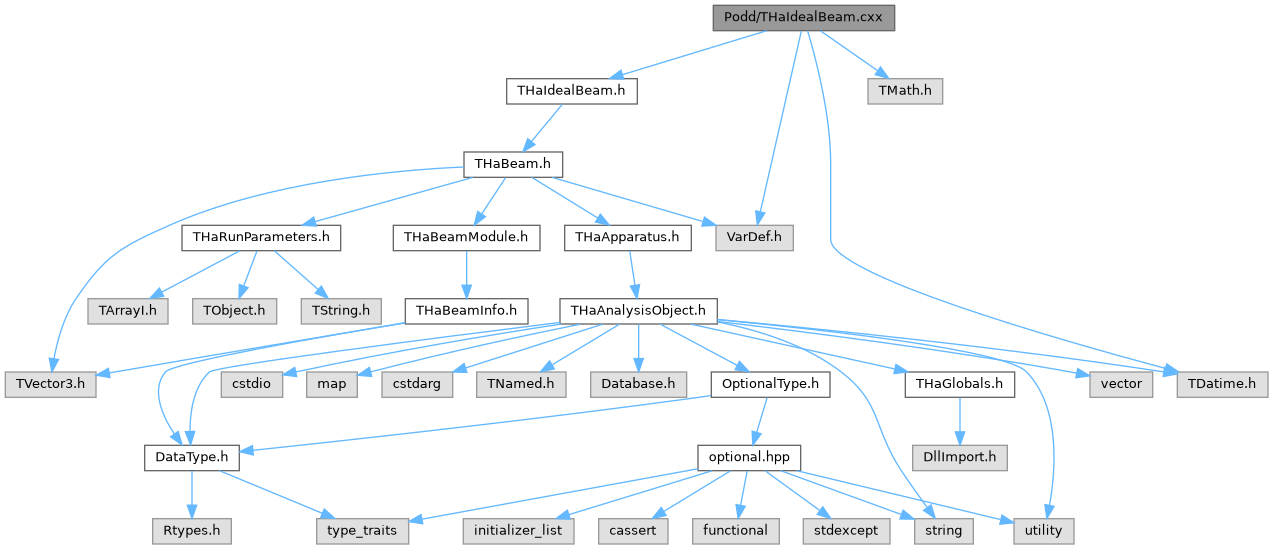 Podd/THaIdealBeam.cxx
THaIdealBeam.h
TMath.h
THaBeam.h
THaRunParameters.h
THaBeamModule.h
THaApparatus.h
VarDef.h
TArrayI.h
TObject.h
TString.h
THaBeamInfo.h
THaAnalysisObject.h
TVector3.h
cstdio
map
cstdarg
TNamed.h
Database.h
OptionalType.h
THaGlobals.h
vector
TDatime.h
DataType.h
optional.hpp
DllImport.h
Rtypes.h
type_traits
initializer_list
cassert
functional
stdexcept
string
utility